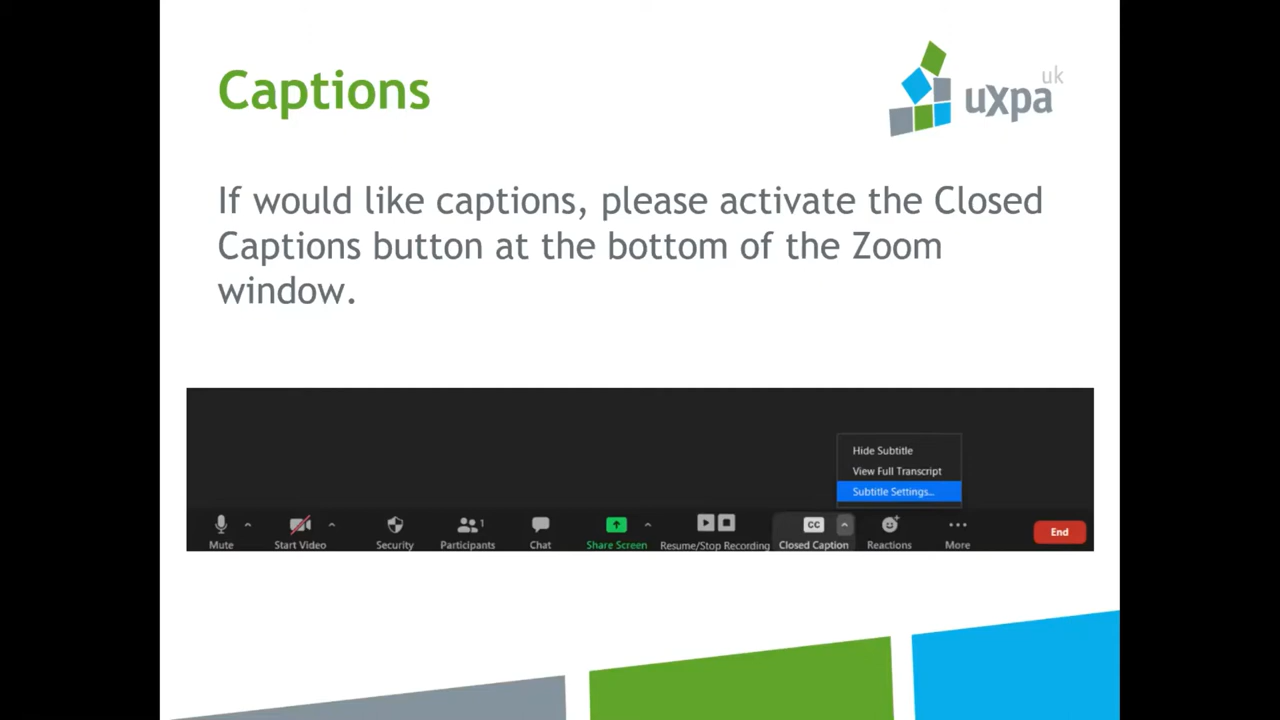 Captions
uk
uxpa
If would like captions, please activate the Closed
Captions button at the bottom of the Zoom
window.
Hide Subtitle
View Full Transcript
Subtitle Settings...
1
CC
Mute
Start Video
Security
Participants
Chat
Share Screen
Resume/Stop Recording
Closed Caption
Reactions
More
End